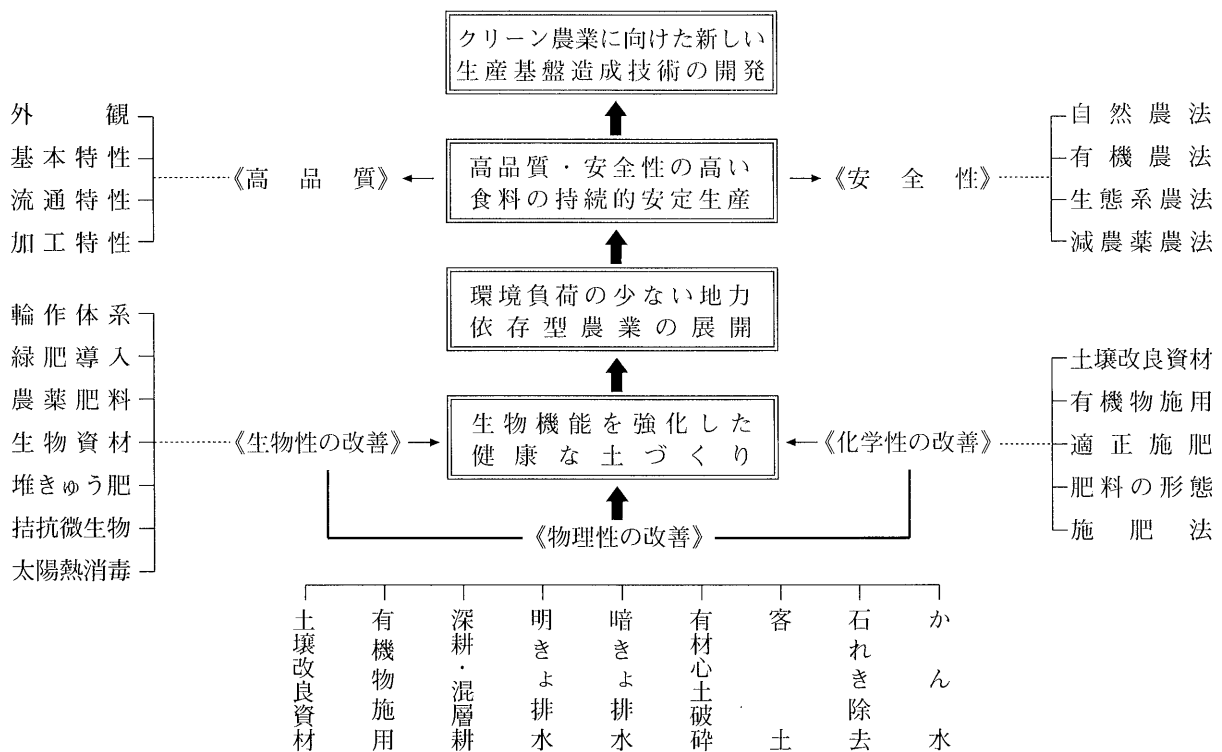 クリーン農業に向けた新しい
生産基盤造成技術の開発
外観
基本特性
流通特性
加工特性
《高品質》
高品質・安全性の高い
食料の持続的安定生産
《安全性》
自然農法
有機農法
生態系農法
減農薬農法
環境負荷の少ない地力
依存型農業の展開
輪作体系
緑肥導入
農薬肥料
生物資材
堆きゅう肥
拮抗微生物
太陽熱消毒
《生物性の改善》
生物機能を強化した
健康な土づくり
《化学性の改善》
土壌改良資材
有機物施用
適正施肥
肥料の形態
施肥法
《物理性の改善》
土壌改良資材
有機物施用
深耕・混層耕
明きょ排水
暗きょ排水
有材心土破砕
客土
石れき除去
かん水